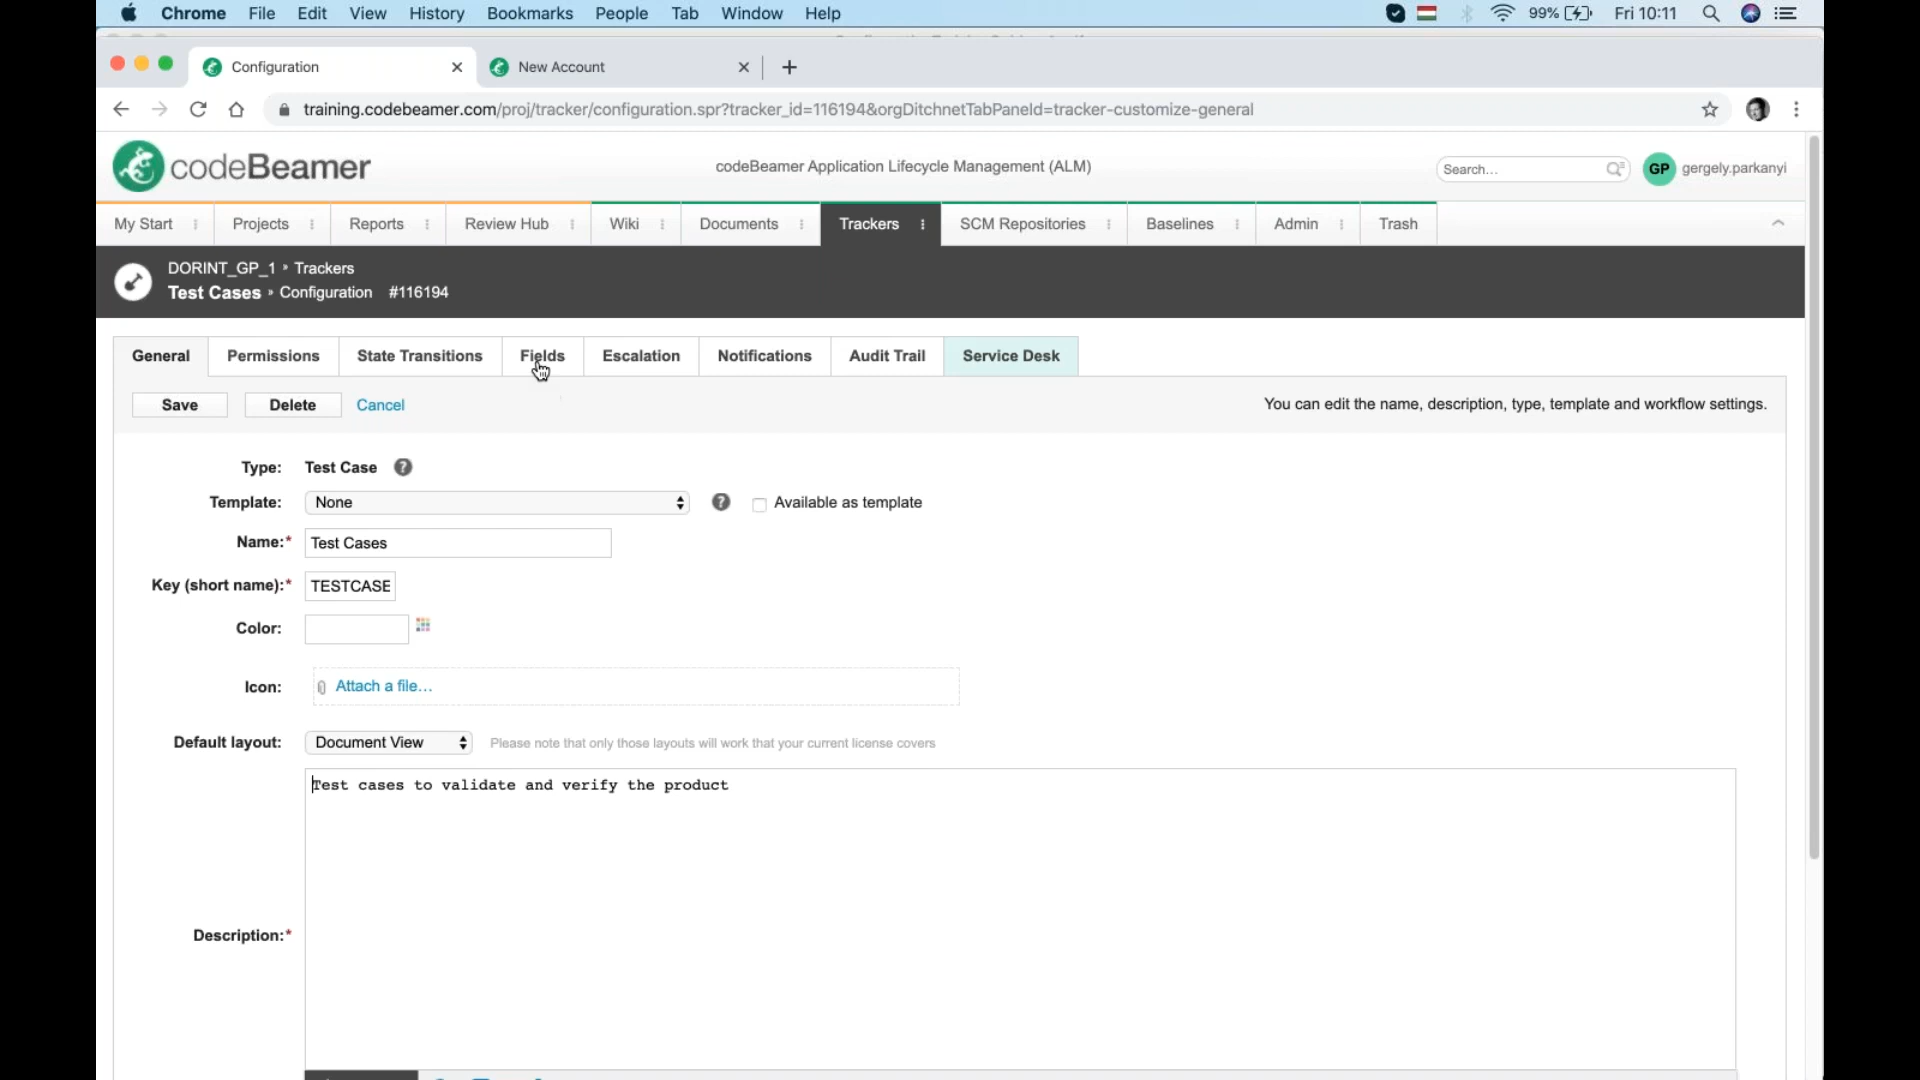 Chrome File Edit View History Bookmarks People Tab Window Help 99% Fri 10:11
Configuration New Account
training.codebeamer.com/proj/tracker/configuration.spr?tracker_id=116194&orgDitchnetTabPaneId=tracker-customize-general
codeBeamer codeBeamer Application Lifecycle Management (ALM) Search... GP gergely.parkanyi
My Start Projects Reports Review Hub Wiki Documents Trackers SCM Repositories Baselines Admin Trash
DORINT_GP_1 » Trackers
Test Cases » Configuration #116194
General Permissions State Transitions Fields Escalation Notifications Audit Trail Service Desk
Save Delete Cancel You can edit the name, description, type, template and workflow settings.
Type: Test Case ?
Template: None ? Available as template
Name:* Test Cases
Key (short name):* TESTCASE
Color:
Icon: Attach a file...
Default layout: Document View Please note that only those layouts will work that your current license covers
Test cases to validate and verify the product
Description:*